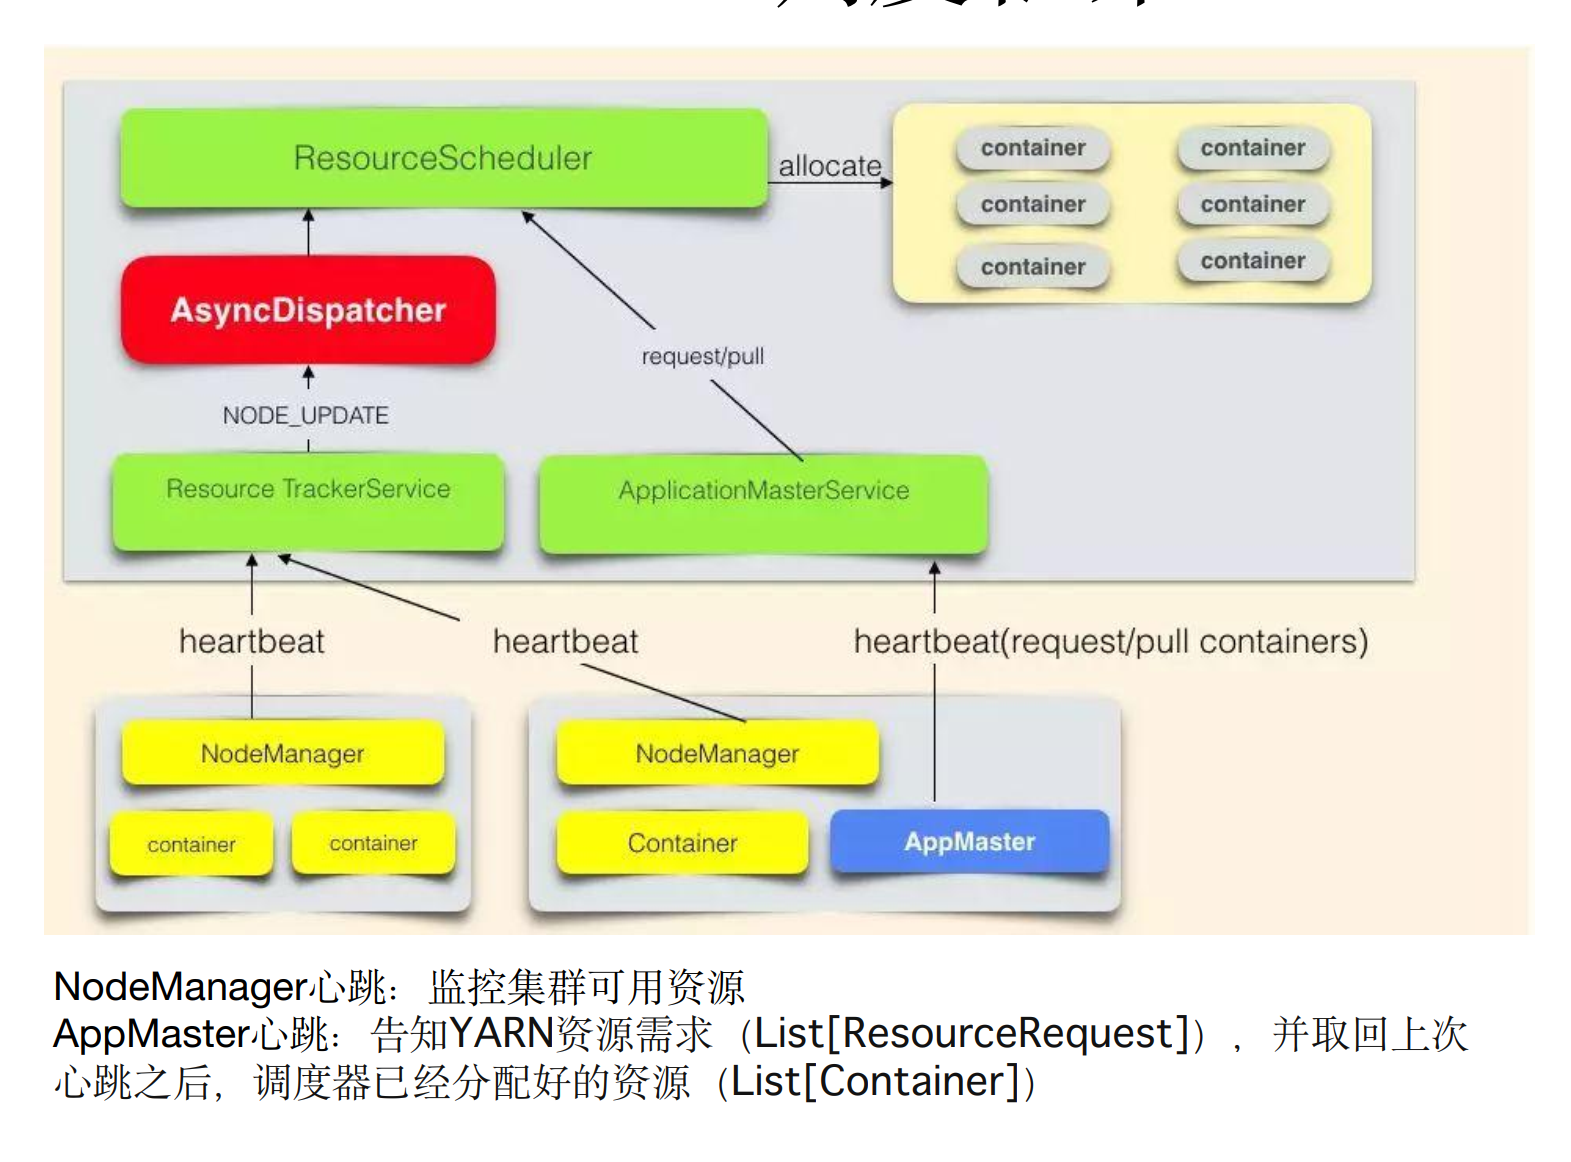 ResourceScheduler
allocate
container
container
container
container
container
container
AsyncDispatcher
request/pull
NODE_UPDATE
Resource TrackerService
ApplicationMasterService
heartbeat
heartbeat
heartbeat(request/pull containers)
NodeManager
NodeManager
container
container
Container
AppMaster
NodeManager心跳：监控集群可用资源
AppMaster心跳：告知YARN资源需求（List[ResourceRequest]），并取回上次
心跳之后，调度器已经分配好的资源（List[Container]）